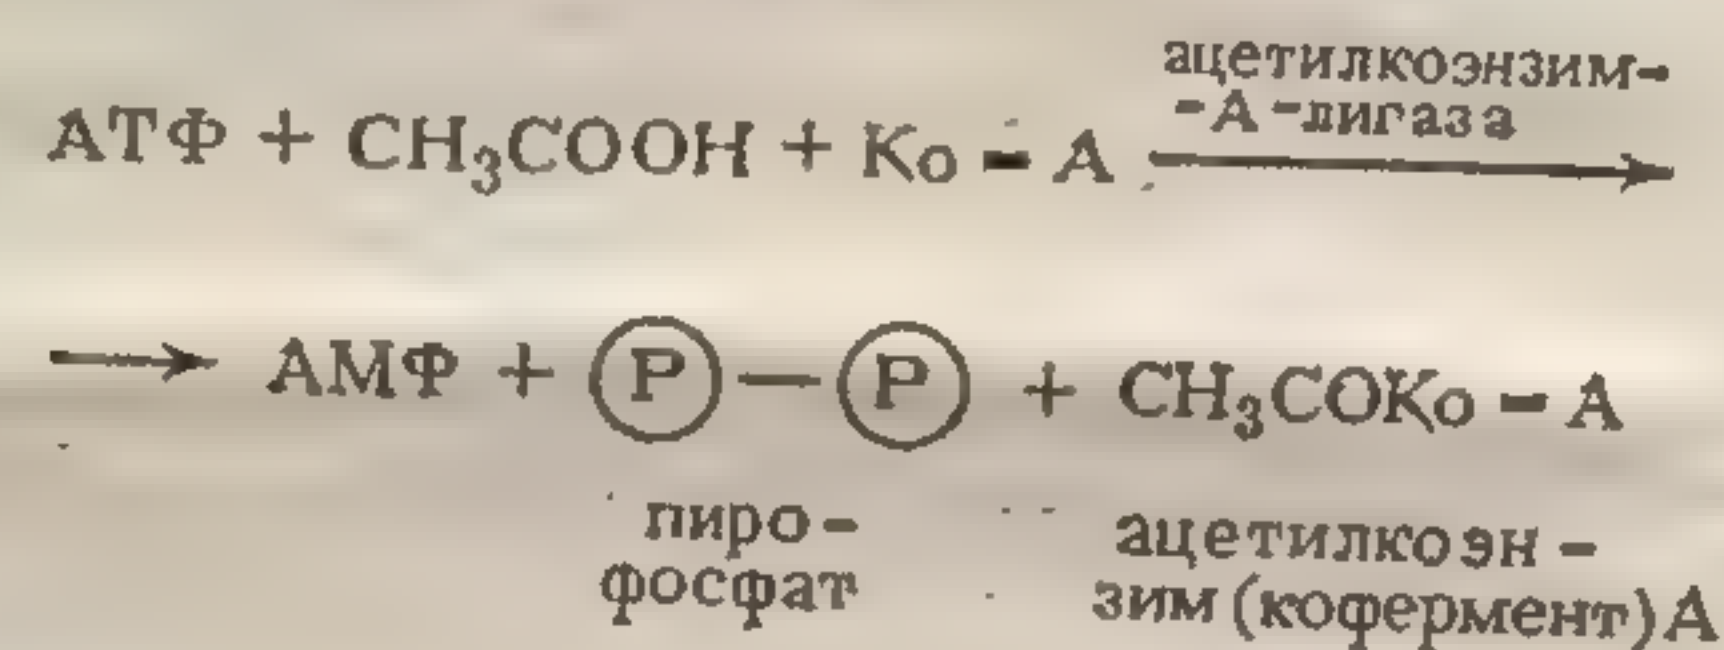 ацетилкоэнзим-
-А-лигаза
АТФ + CH₃COOH + Ко - А ⟶
⟶ АМФ + Ⓟ — Ⓟ + CH₃COКо - А
пиро-
фосфат
ацетилкоэн-
зим (кофермент) А